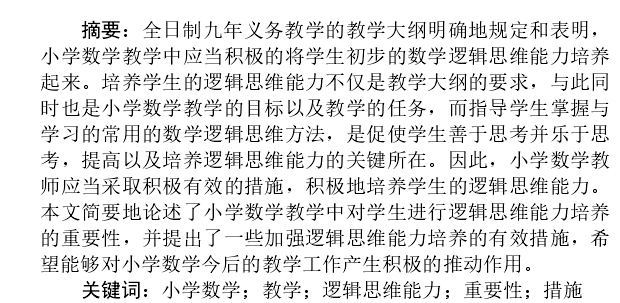 摘要：全日制九年义务教学的教学大纲明确地规定和表明，
小学数学教学中应当积极的将学生初步的数学逻辑思维能力培养
起来。培养学生的逻辑思维能力不仅是教学大纲的要求，与此同
时也是小学数学教学的目标以及教学的任务，而指导学生掌握与
学习的常用的数学逻辑思维方法，是促使学生善于思考并乐于思
考，提高以及培养逻辑思维能力的关键所在。因此，小学数学教
师应当采取积极有效的措施，积极地培养学生的逻辑思维能力。
本文简要地论述了小学数学教学中对学生进行逻辑思维能力培养
的重要性，并提出了一些加强逻辑思维能力培养的有效措施，希
望能够对小学数学今后的教学工作产生积极的推动作用。
关键词：小学数学；教学；逻辑思维能力；重要性；措施